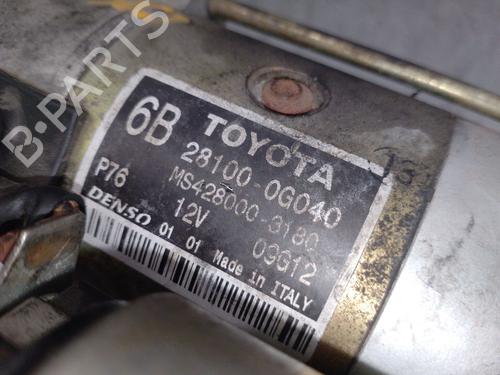 B-PARTS
6B TOYOTA
28100-0G040
P76 MS428000-3180
DENSO 12V 09G12
01 01 Made in ITALY